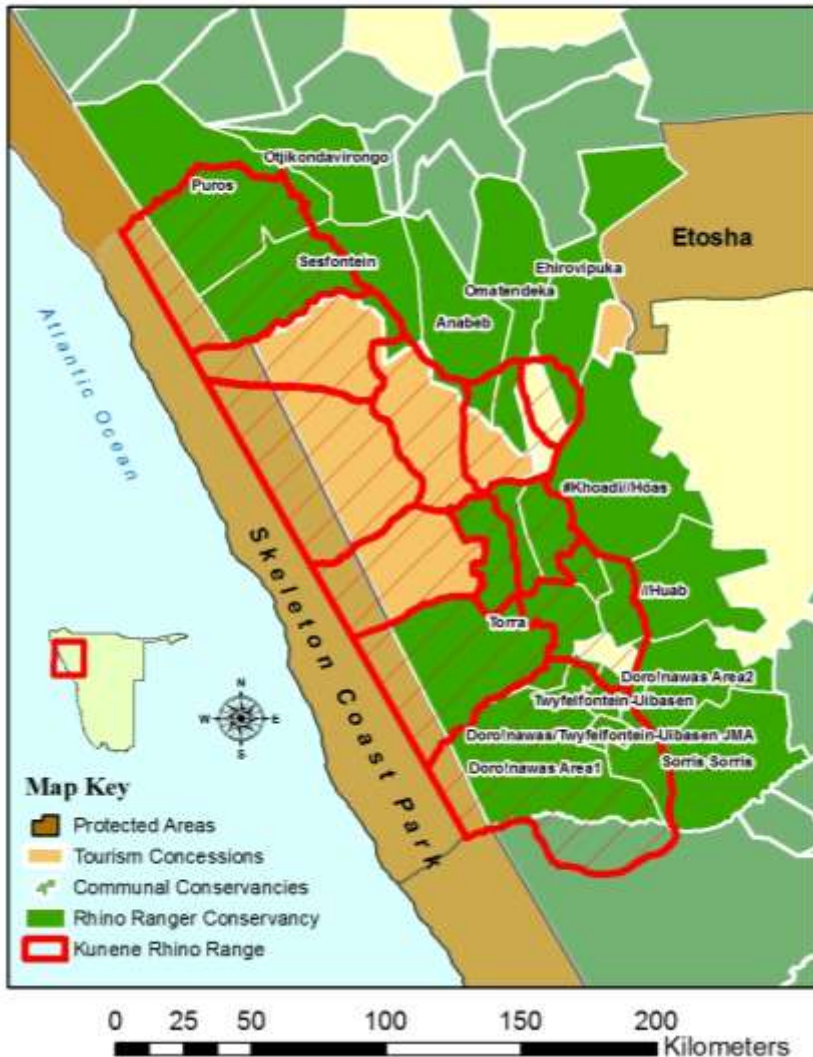 Otjikondavirongo
Puros
Etosha
Sesfontein
Ehirovipuka
Omatendeka
Anabeb
Atlantic Ocean
#Khoadi//Hôas
Skeleton Coast Park
//Huab
Torra
Doro!nawas Area2
Twyfelfontein-Uibasen
Doro!nawas/Twyfelfontein-Uibasen JMA
Doro!nawas Area1
Sorris Sorris
N
W E
S
Map Key
Protected Areas
Tourism Concessions
Communal Conservancies
Rhino Ranger Conservancy
Kunene Rhino Range
0 25 50 100 150 200
Kilometers